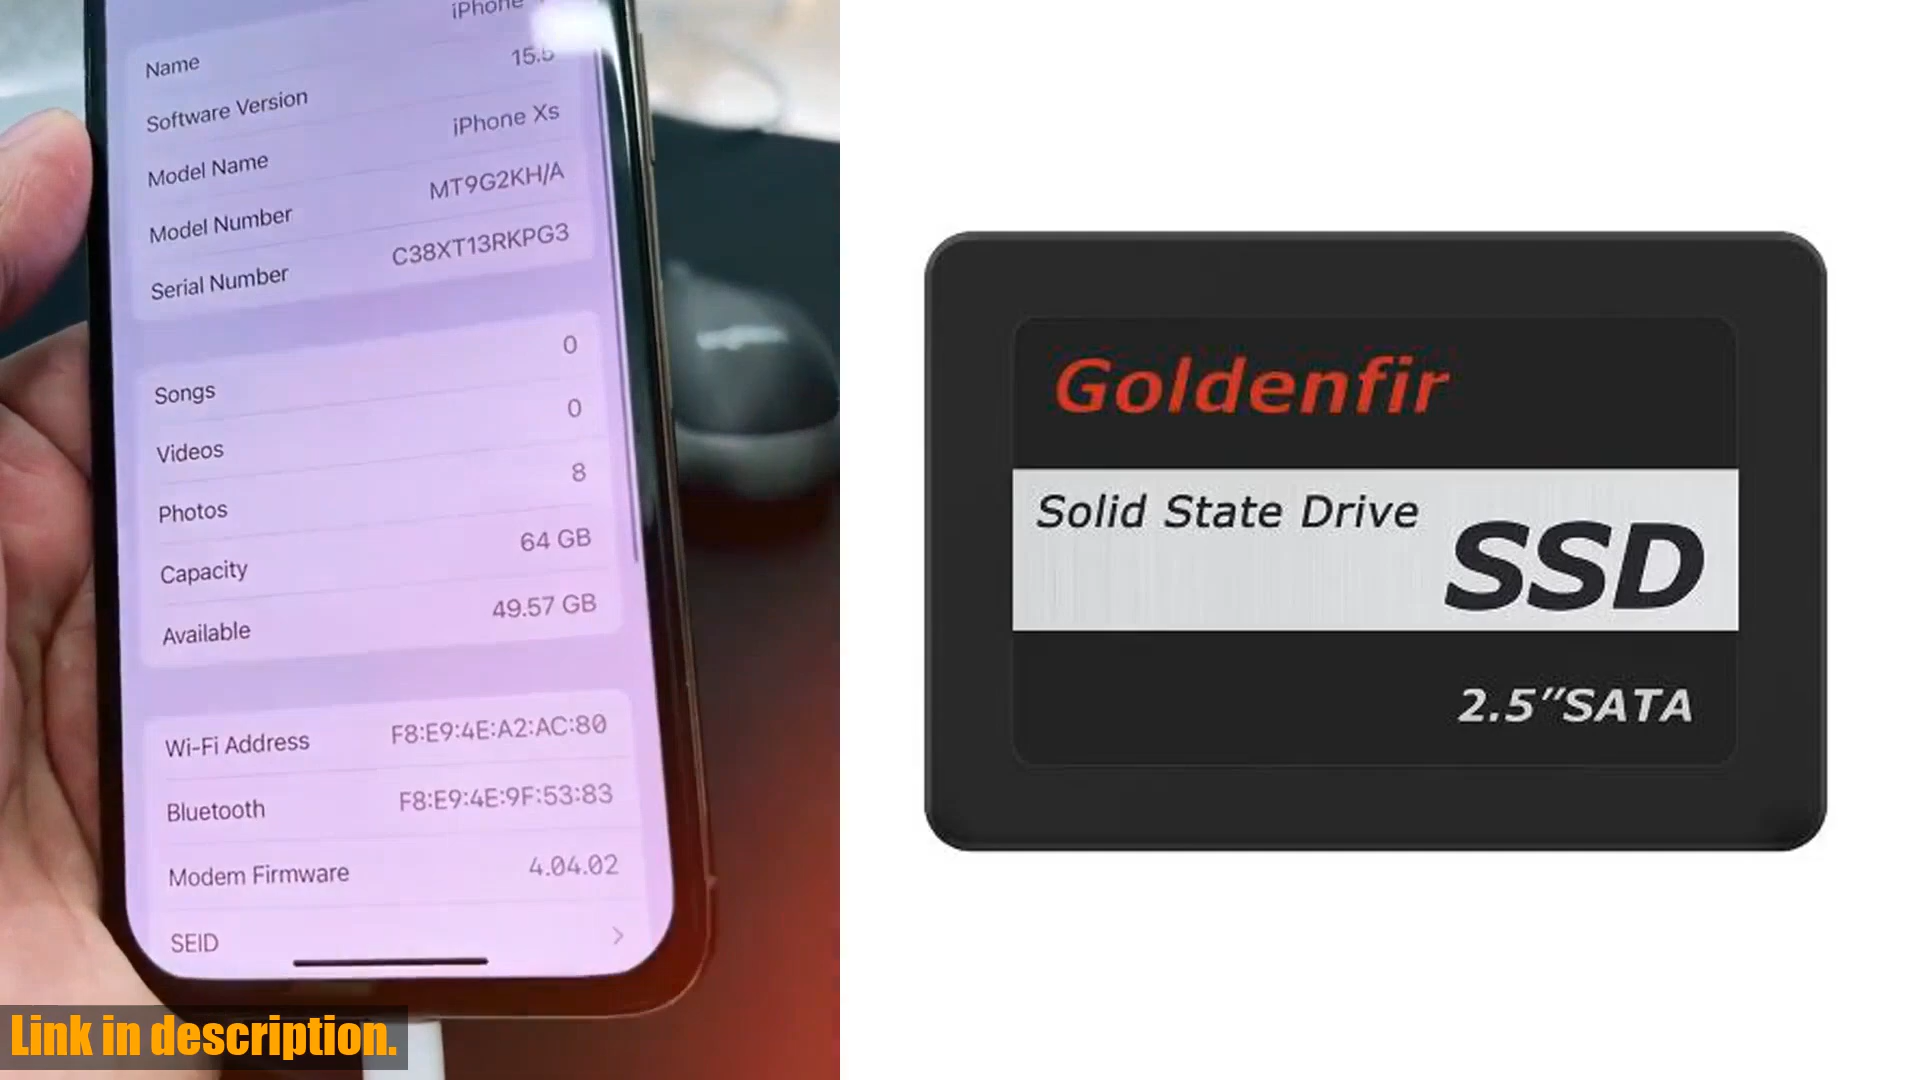 iPhone
Name
15.5
Software Version
iPhone Xs
Model Name
MT9G2KH/A
Model Number
C38XT13RKPG3
Serial Number
0
Songs
0
Videos
8
Photos
64 GB
Capacity
49.57 GB
Available
Wi-Fi Address F8:E9:4E:A2:AC:80
Bluetooth F8:E9:4E:9F:53:83
Modem Firmware 4.04.02
SEID
Link in description.
Goldenfir
Solid State Drive
SSD
2.5”SATA